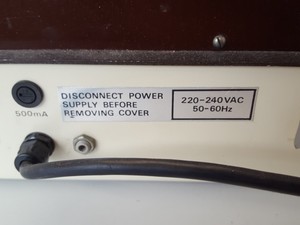 DISCONNECT POWER
SUPPLY BEFORE
REMOVING COVER
220-240VAC
50-60Hz
500mA